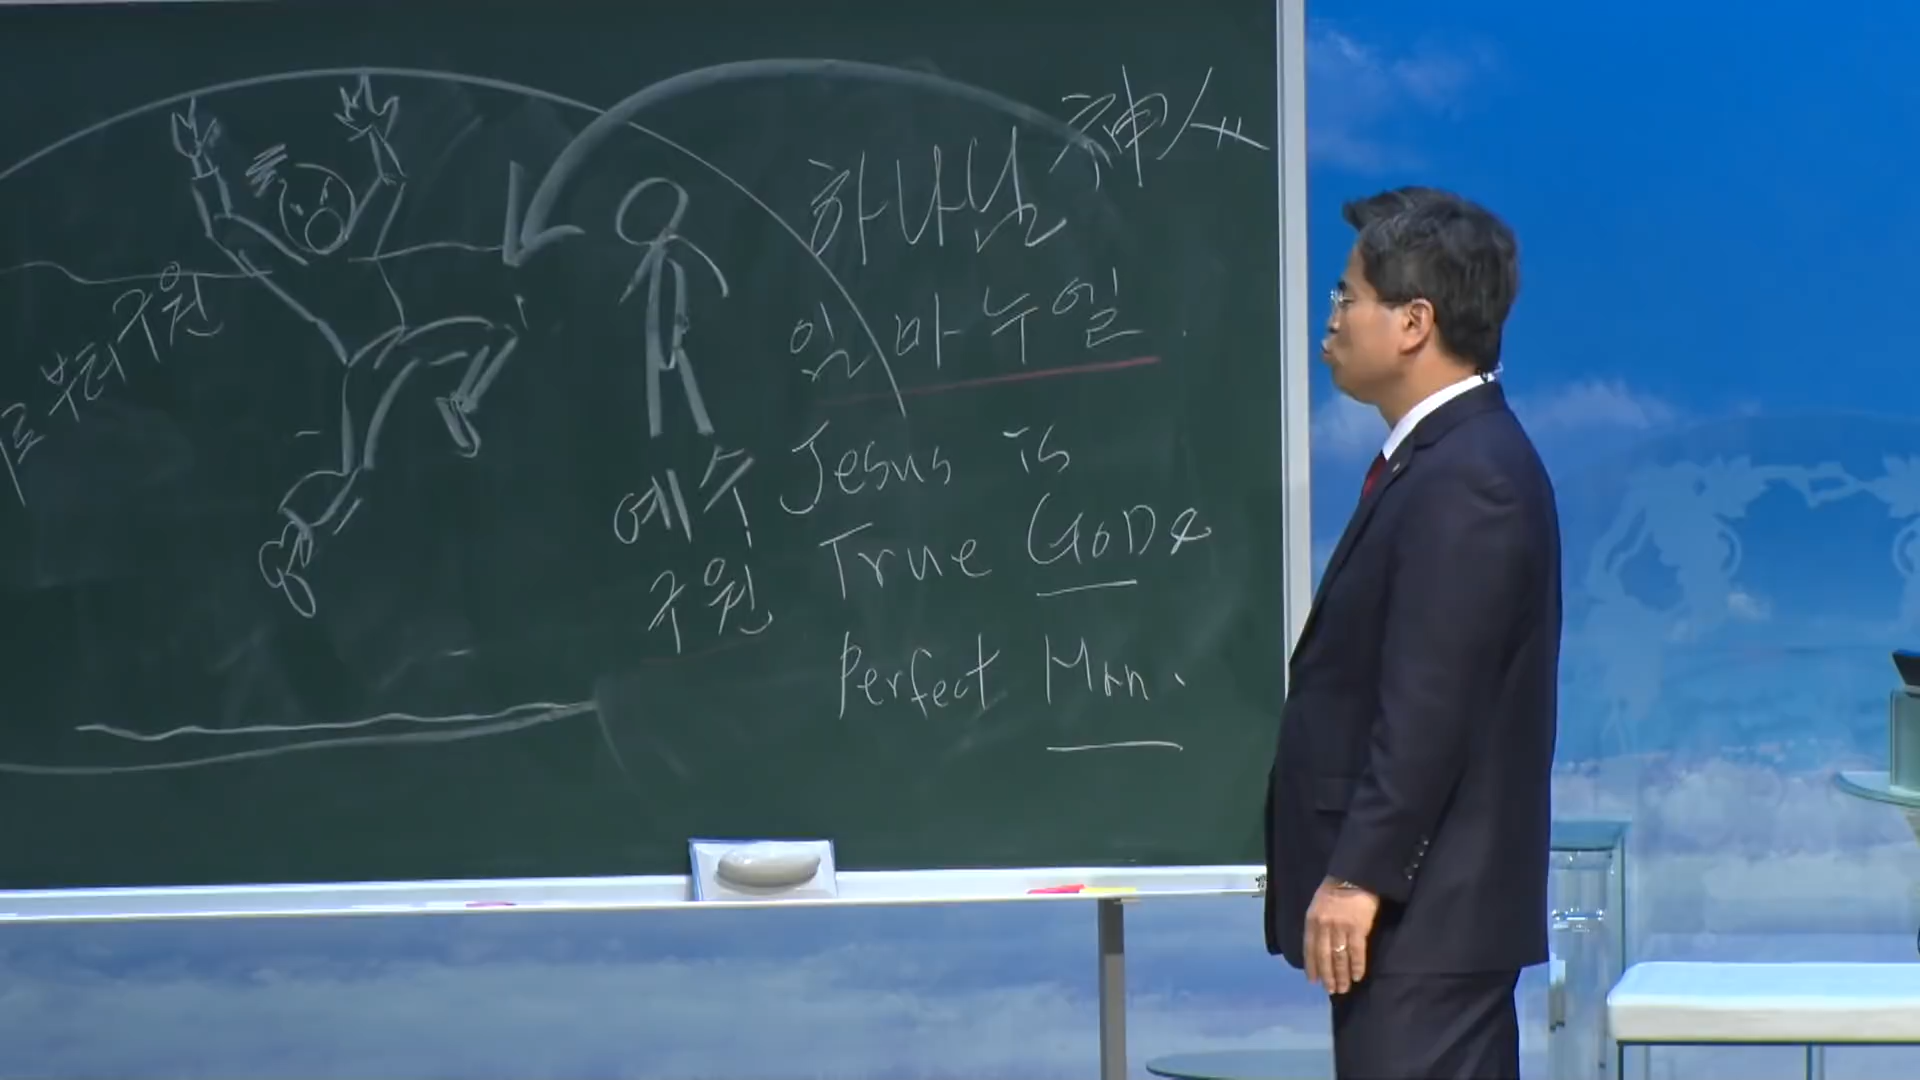 하나님 神人
임마누엘
Jesus is
True GOD &
Perfect Man.
예수
구원
로부터 구원